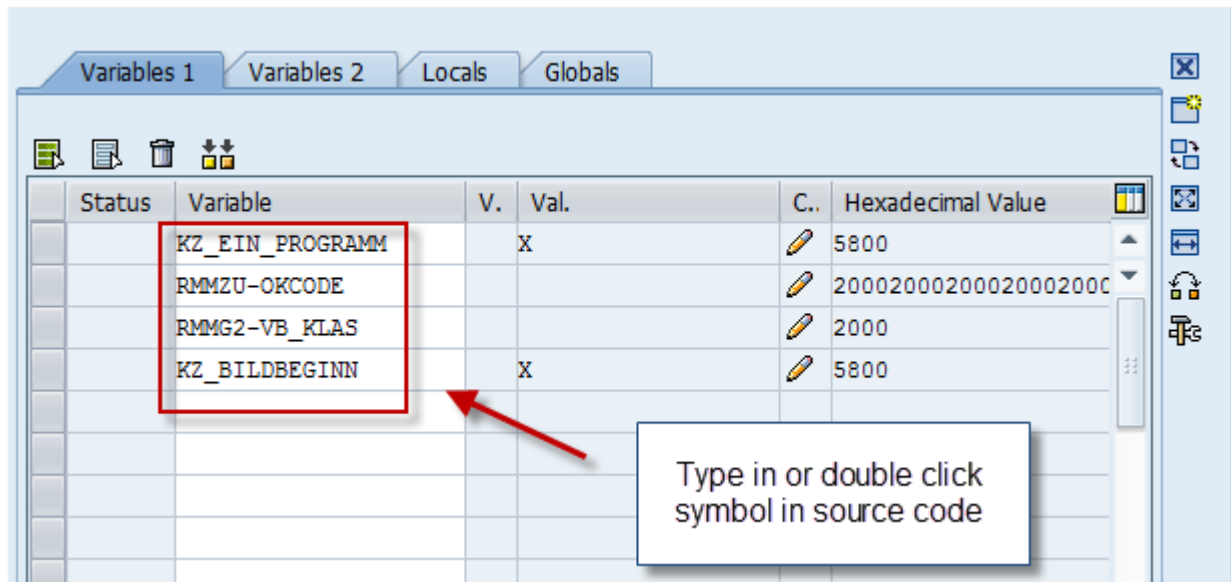 Variables 1 Variables 2 Locals Globals
Status Variable V. Val. C.. Hexadecimal Value
KZ_EIN_PROGRAMM X 5800
RMMZU-OKCODE 20002000200020002000
RMMG2-VB_KLAS 2000
KZ_BILDBEGINN X 5800
Type in or double click
symbol in source code